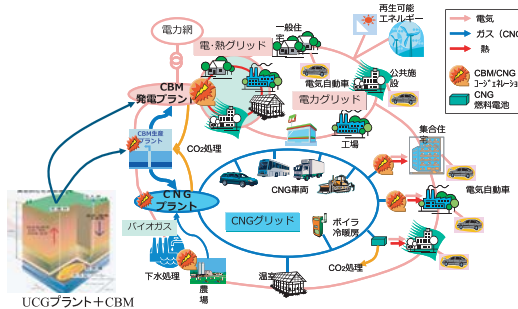 電力網
一般住
宅
再生可能
エネルギー
電気
ガス（CN
熱
CBM/CNG
ｺｰｼﾞｪﾈﾚｰｼｮ
CNG
燃料電池
電・熱グリッド
CBM
発電プラント
電気自動車
公共施
設
電力グリッド
CBM生産
プラント
CO2処理
工場
集合住
宅
CNG車両
電気自動車
CNG
プラント
CNGグリッド
ボイラ
冷暖房
バイオガス
下水処理
農
場
温室
CO2処理
UCGプラント＋CBM